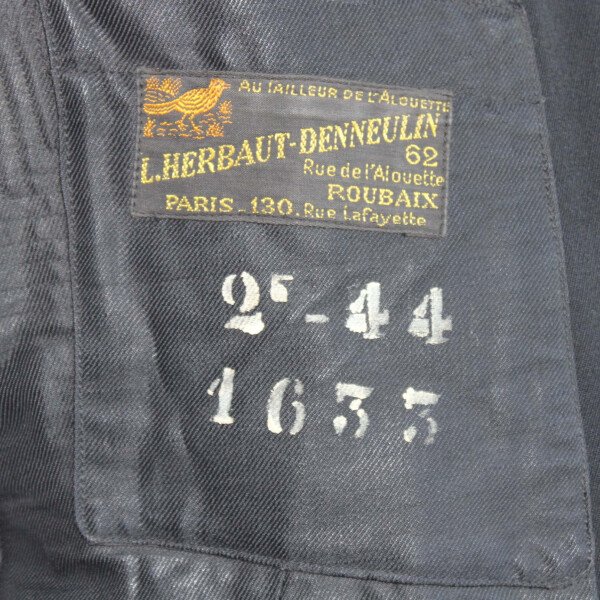 AU TAILLEUR DE L'ALOUETTE
L.HERBAUT-DENNEULIN
62
Rue de l'Alouette
ROUBAIX
PARIS - 130. Rue Lafayette
2e - 44
1633